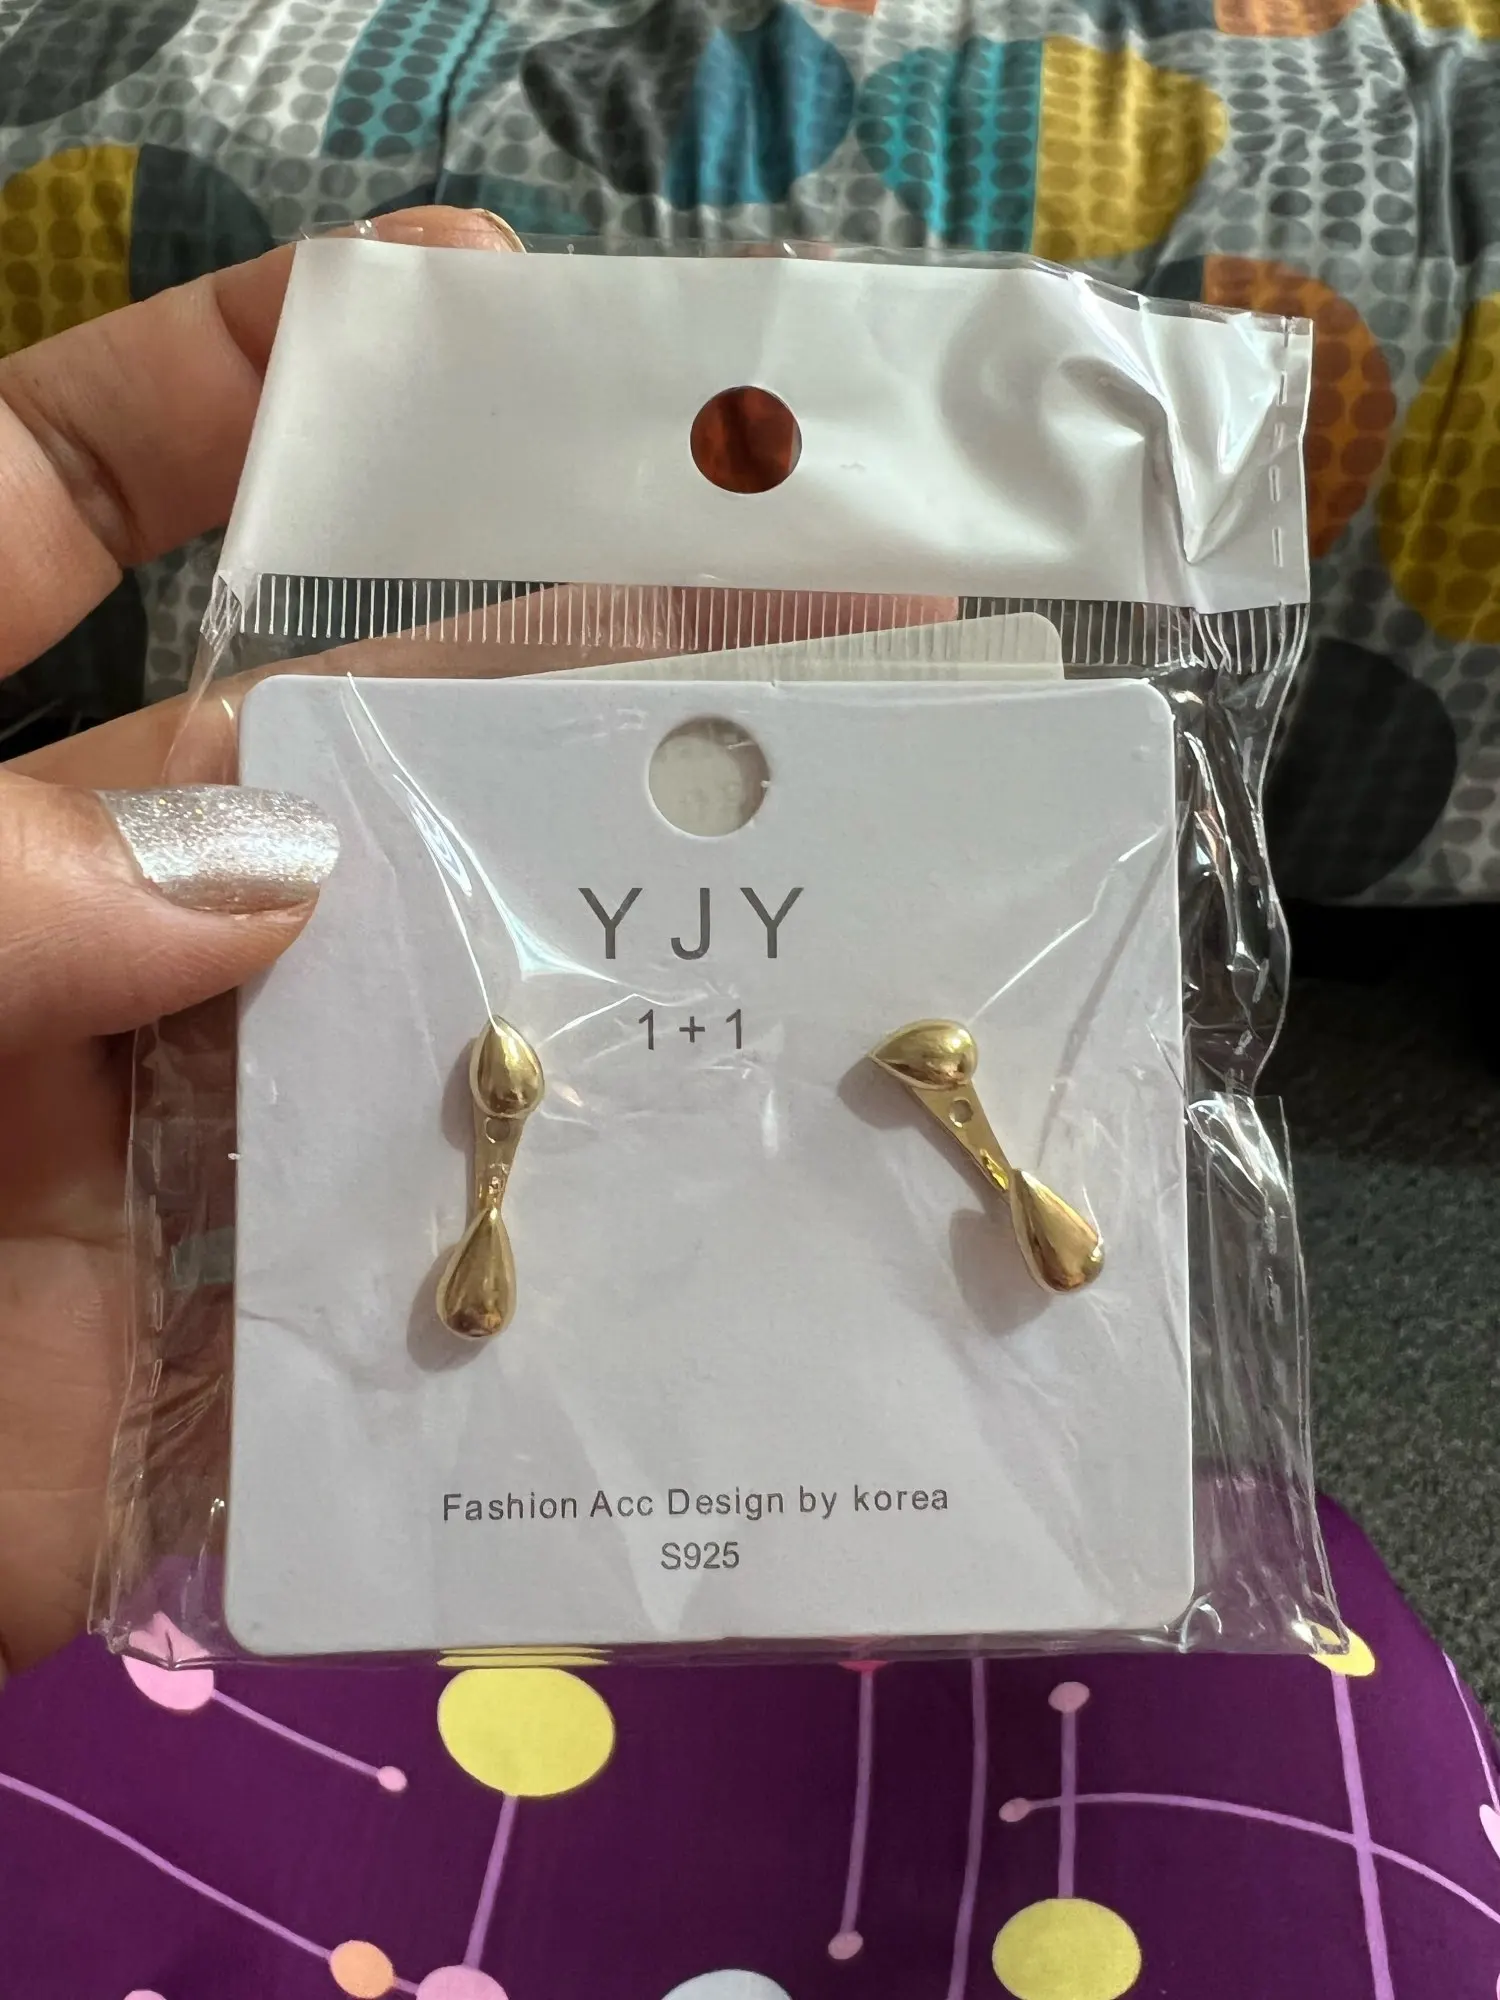 YJY
1+1
Fashion Acc Design by korea
S925